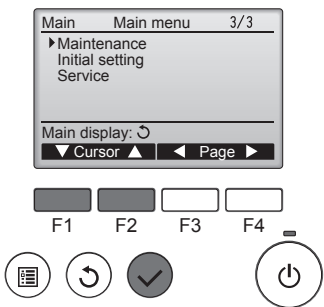 Main Main menu 3/3
Maintenance
Initial setting
Service
Main display:
Cursor Page
F1 F2 F3 F4